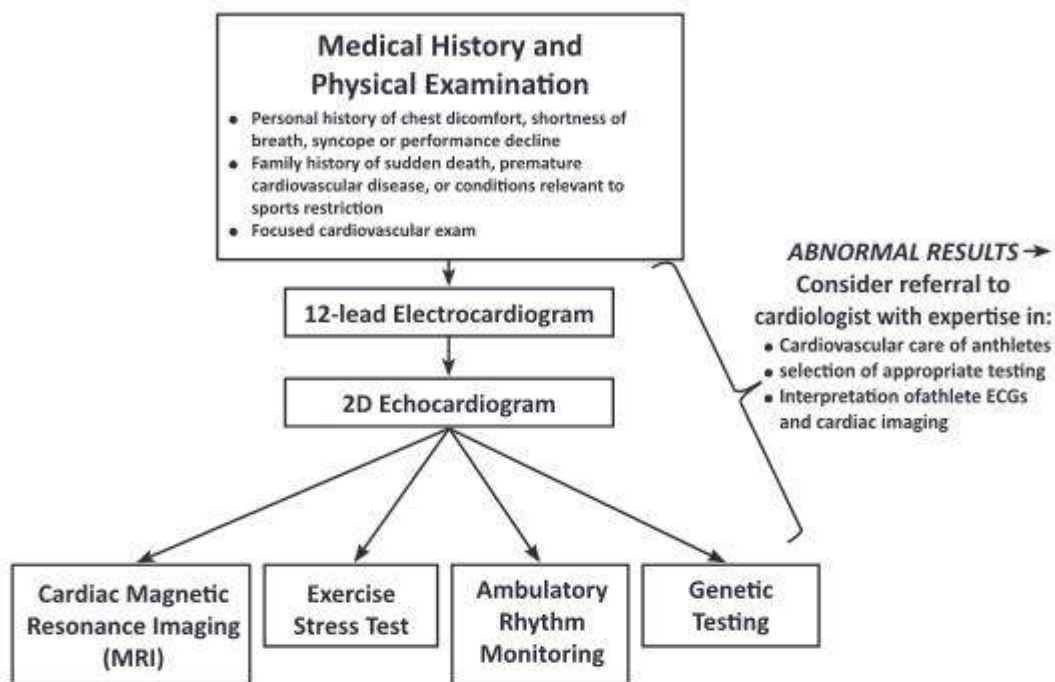 Medical History and
Physical Examination
● Personal history of chest dicomfort, shortness of
breath, syncope or performance decline
● Family history of sudden death, premature
cardiovascular disease, or conditions relevant to
sports restriction
● Focused cardiovascular exam
12-lead Electrocardiogram
2D Echocardiogram
ABNORMAL RESULTS →
Consider referral to
cardiologist with expertise in:
● Cardiovascular care of anthletes
● selection of appropriate testing
● Interpretation ofathlete ECGs
and cardiac imaging
Cardiac Magnetic
Resonance Imaging
(MRI)
Exercise
Stress Test
Ambulatory
Rhythm
Monitoring
Genetic
Testing